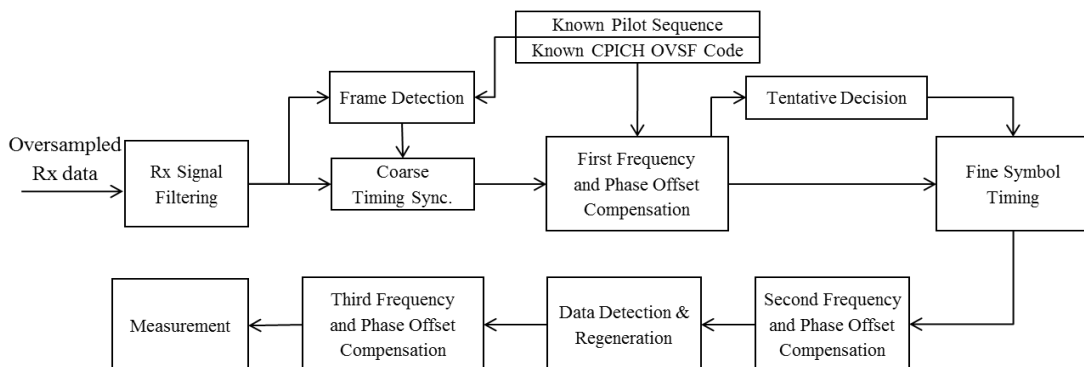 Known Pilot Sequence
Known CPICH OVSF Code
Frame Detection
Tentative Decision
Oversampled
Rx data
Rx Signal
Filtering
Coarse
Timing Sync.
First Frequency
and Phase Offset
Compensation
Fine Symbol
Timing
Measurement
Third Frequency
and Phase Offset
Compensation
Data Detection &
Regeneration
Second Frequency
and Phase Offset
Compensation